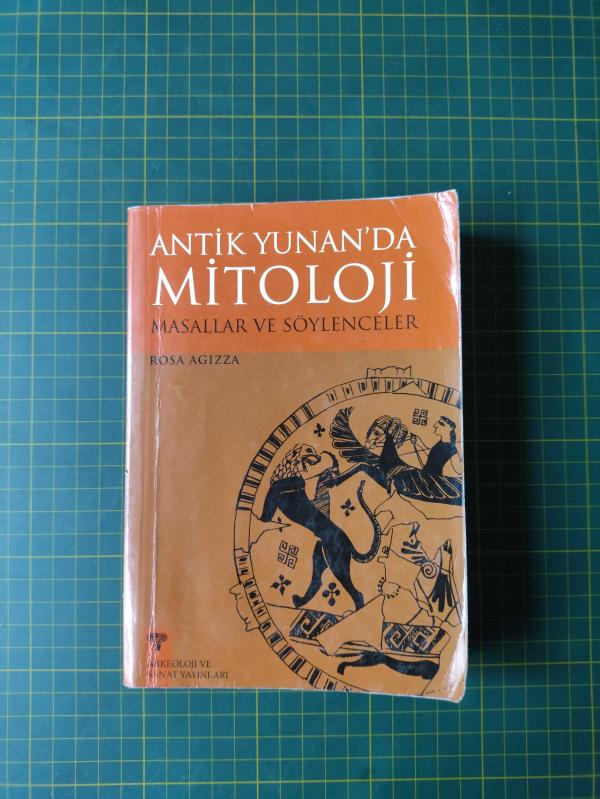 ANTİK YUNAN'DA
MİTOLOJİ
MASALLAR VE SÖYLENCELER
ROSA AGIZZA
ARKEOLOJİ VE
SANAT YAYINLARI